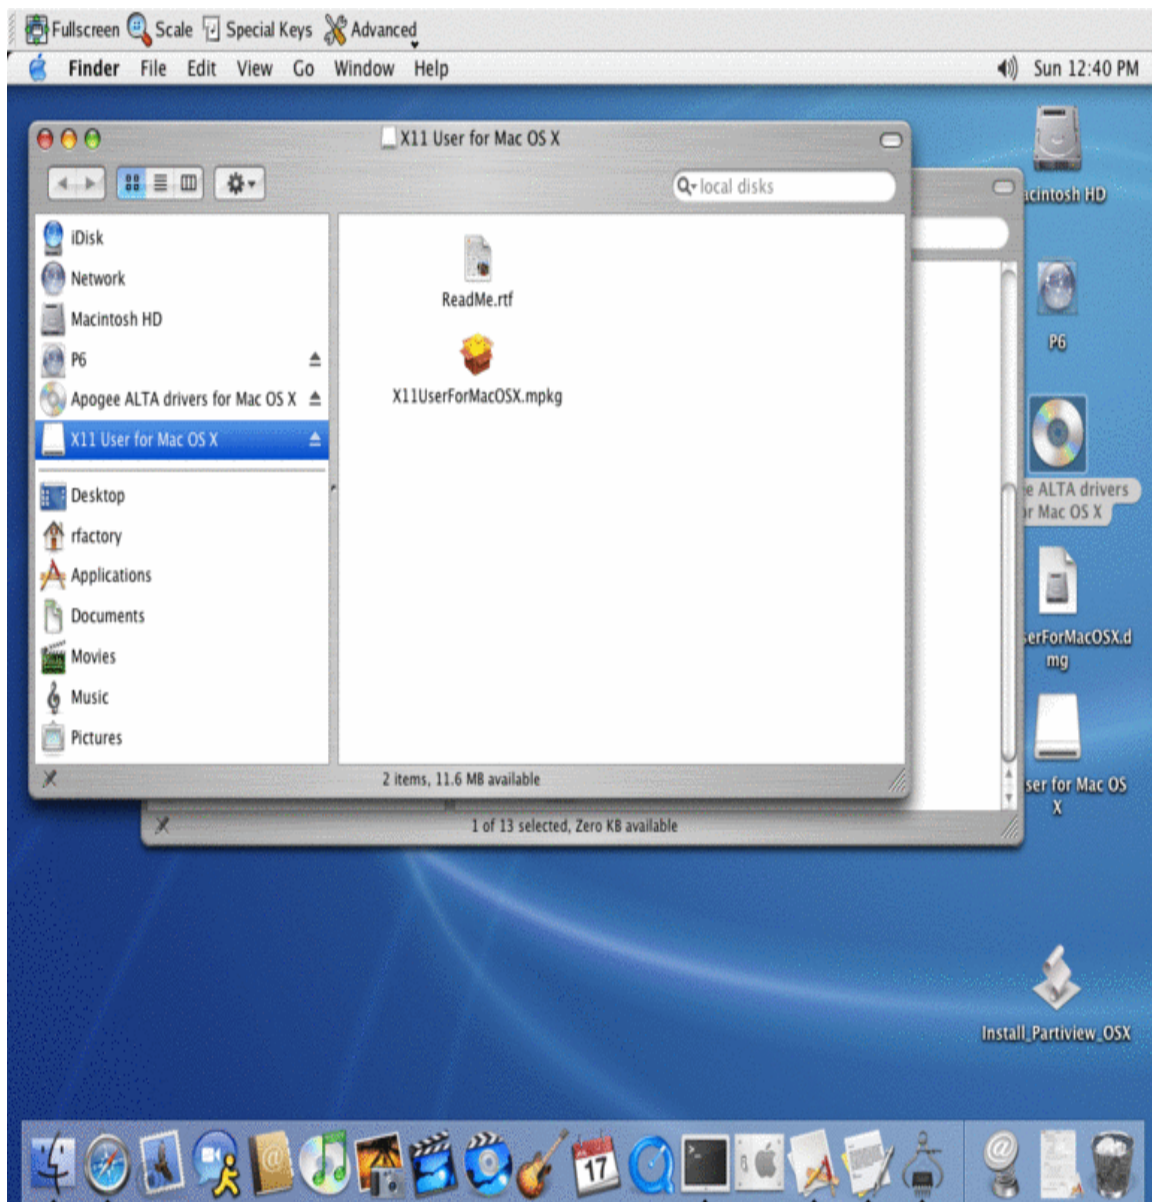 Fullscreen Scale Special Keys Advanced
Finder File Edit View Go Window Help Sun 12:40 PM
X11 User for Mac OS X
local disks
iDisk
Network
Macintosh HD
P6
Apogee ALTA drivers for Mac OS X
X11 User for Mac OS X
Desktop
rfactory
Applications
Documents
Movies
Music
Pictures
ReadMe.rtf
X11UserForMacOSX.mpkg
2 items, 11.6 MB available
1 of 13 selected, Zero KB available
acintosh HD
P6
e ALTA drivers
or Mac OS X
serForMacOSX.d
mg
ser for Mac OS
X
Install_Partiview_OSX
17